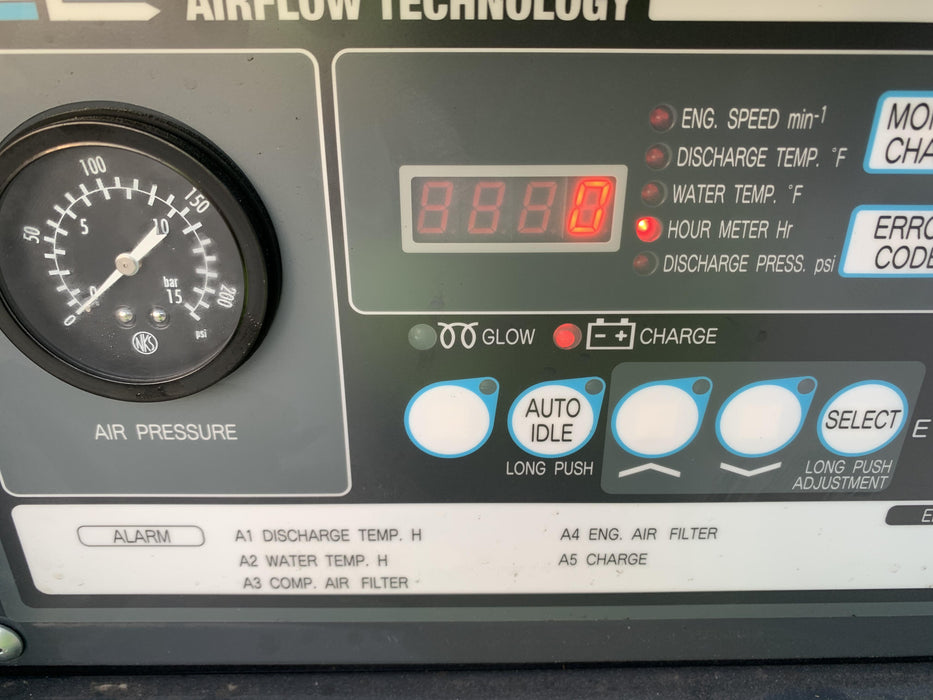 AIRFLOW TECHNOLOGY
0
50
100
150
200
psi
0
5
10
15
bar
NKS
AIR PRESSURE
0
ENG. SPEED min-1
DISCHARGE TEMP. °F
WATER TEMP. °F
HOUR METER Hr
DISCHARGE PRESS. psi
GLOW
- +
CHARGE
AUTO
IDLE
LONG PUSH
SELECT
LONG PUSH
ADJUSTMENT
E
ALARM
A1 DISCHARGE TEMP. H
A2 WATER TEMP. H
A3 COMP. AIR FILTER
A4 ENG. AIR FILTER
A5 CHARGE